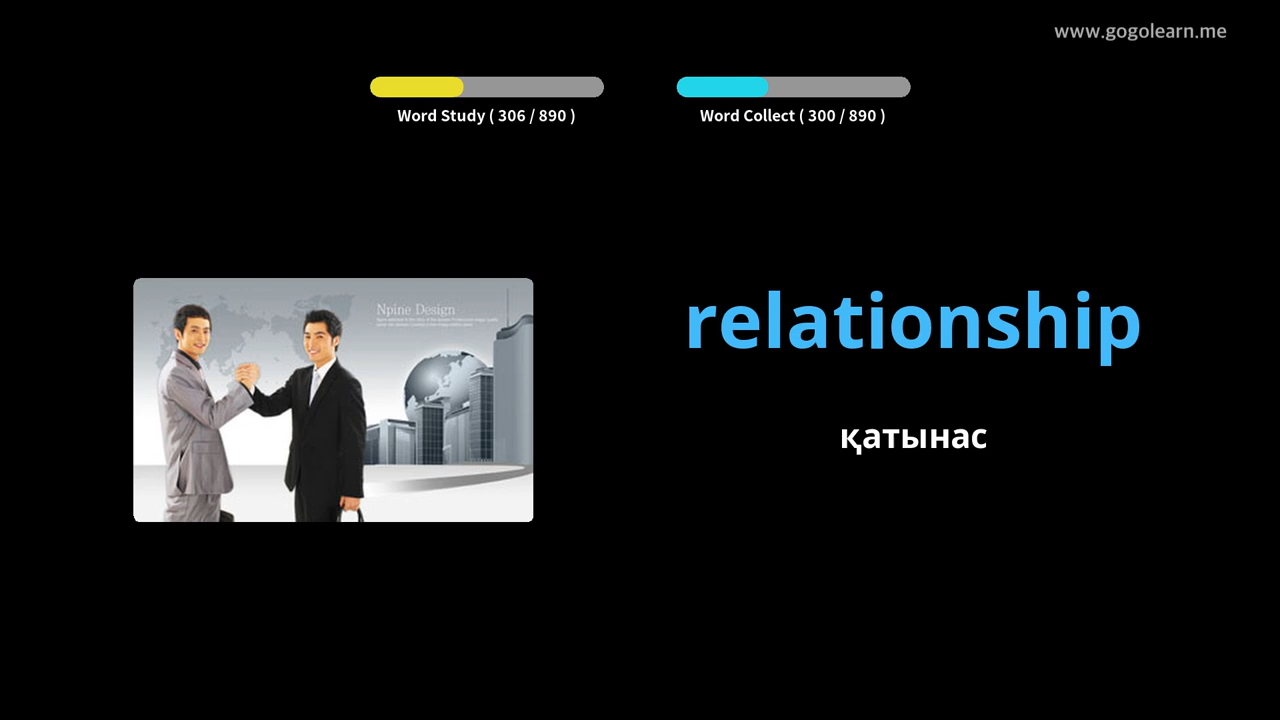 www.gogolearn.me
Word Study ( 306 / 890 )
Word Collect ( 300 / 890 )
Npine Design
relationship
қатынас